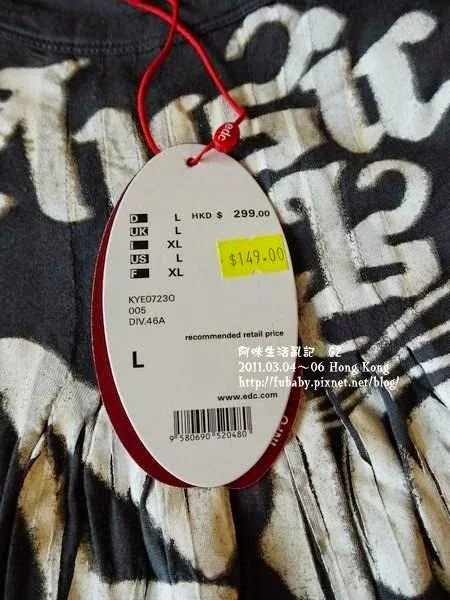 edc
D L HKD $ 299.00
UK L
I XL
US L
F XL
$149.00
KYE0723O
005
DIV.46A
recommended retail price
L
www.edc.com
9 580690 520480
阿咪生活亂記 G2
2011.03.04~06 Hong Kong
http://fubaby.pixnet.net/blog/